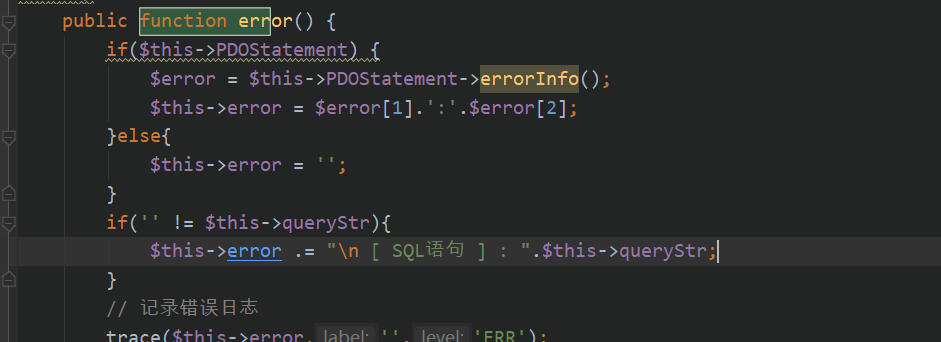 public function error() {
if($this->PDOStatement) {
$error = $this->PDOStatement->errorInfo();
$this->error = $error[1].':'.$error[2];
}else{
$this->error = '';
}
if('' != $this->queryStr){
$this->error .= "\n [ SQL语句 ] : ".$this->queryStr;
}
// 记录错误日志
trace($this->error, label: '', level: 'ERR');